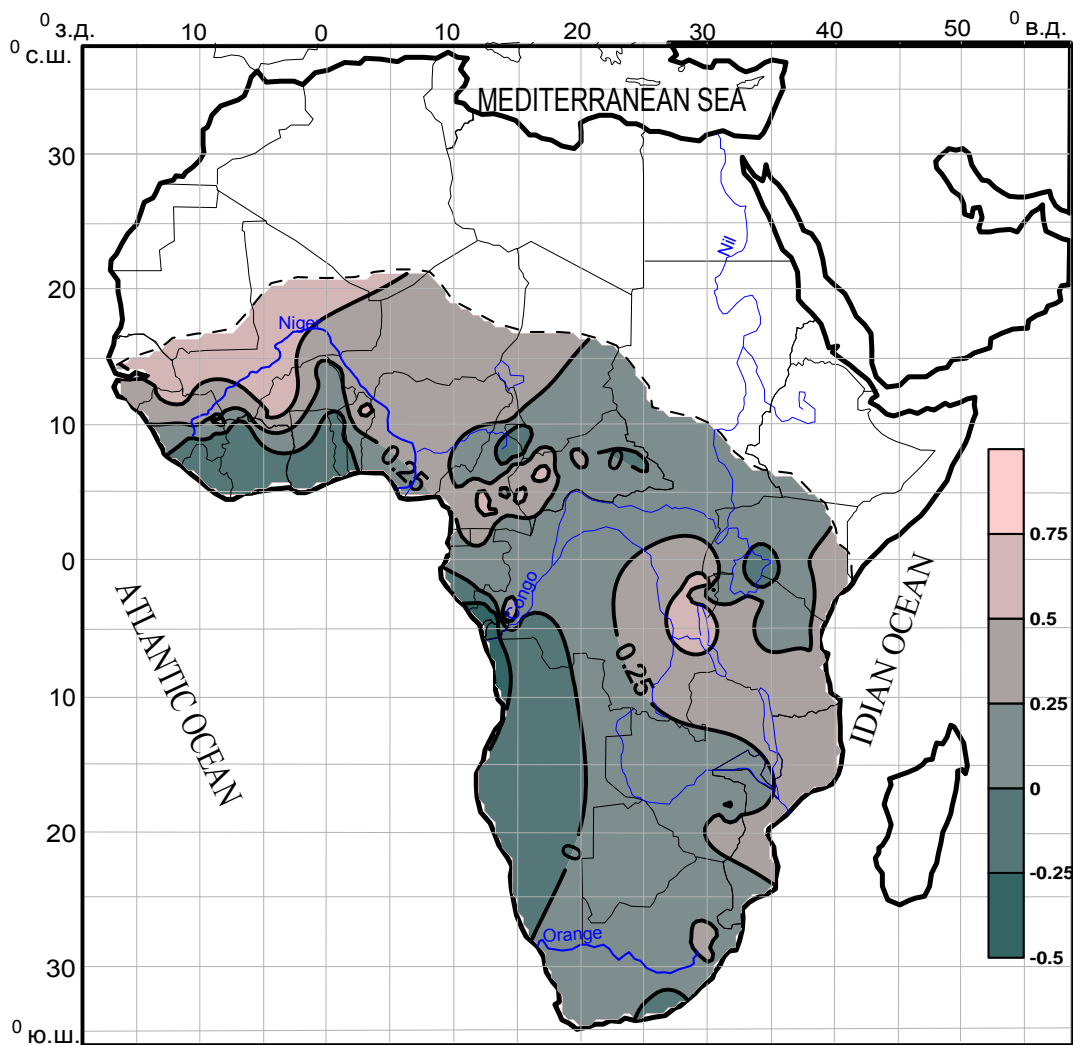 ⁰ з.д. 10 0 10 20 30 40 50 ⁰ в.д.
⁰ с.ш.
MEDITERRANEAN SEA
30
Nil
20
Niger
10
0.25
0
0
0.75
0
Congo
ATLANTIC OCEAN
IDIAN OCEAN
0.5
0.25
10
0.25
0
20
0
-0.25
Orange
30
-0.5
⁰ ю.ш.